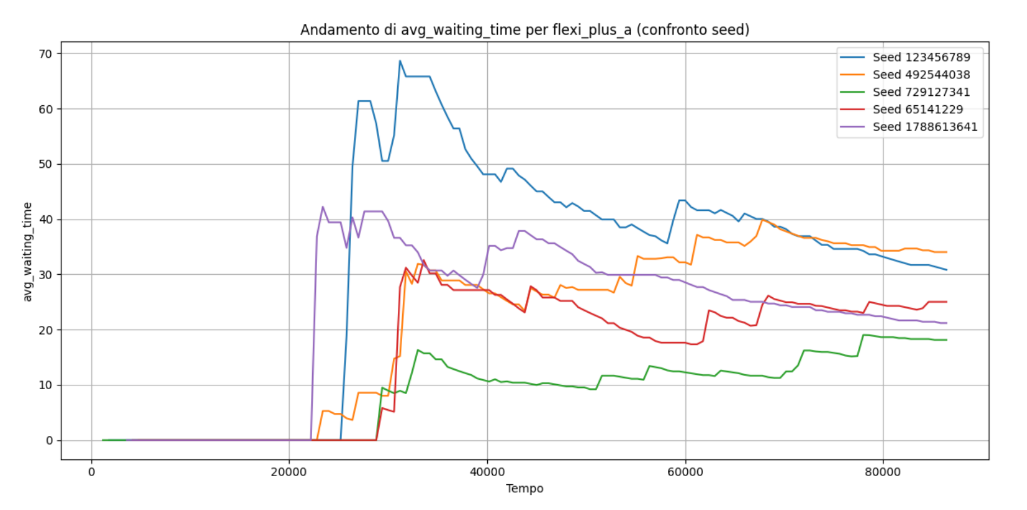 Andamento di avg_waiting_time per flexi_plus_a (confronto seed)
70
60
50
40
30
20
10
0
avg_waiting_time
0 20000 40000 60000 80000
Tempo
Seed 123456789
Seed 492544038
Seed 729127341
Seed 65141229
Seed 1788613641